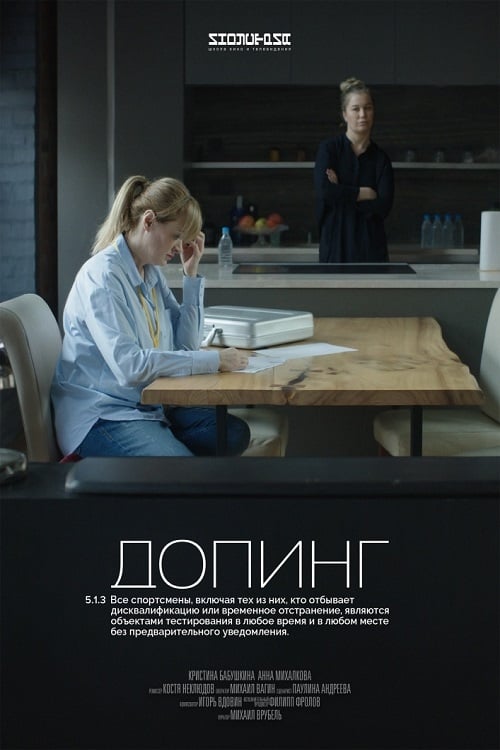 ШКОЛА КИНО И ТЕЛЕВИДЕНИЯ
ДОПИНГ
5.1.3 Все спортсмены, включая тех из них, кто отбывает
дисквалификацию или временное отстранение, являются
объектами тестирования в любое время и в любом месте
без предварительного уведомления.
КРИСТИНА БАБУШКИНА АННА МИХАЛКОВА
РЕЖИССЕР КОСТЯ НЕКЛЮДОВ ОПЕРАТОР МИХАИЛ ВАГИН СЦЕНАРИСТ ПАУЛИНА АНДРЕЕВА
КОМПОЗИТОР ИГОРЬ ВДОВИН ИСПОЛНИТЕЛЬНЫЙ ПРОДЮСЕР ФИЛИПП ФРОЛОВ
ПРОДЮСЕР МИХАИЛ ВРУБЕЛЬ